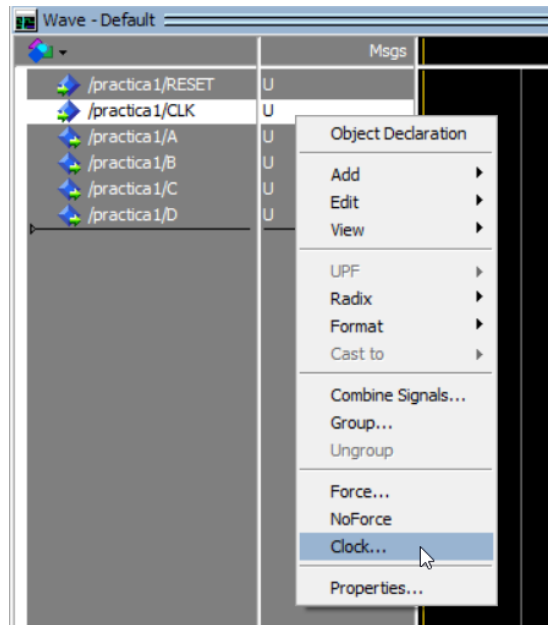 Wave - Default
Msgs
/practica1/RESET U
/practica1/CLK U
/practica1/A U
/practica1/B U
/practica1/C U
/practica1/D U
Object Declaration
Add
Edit
View
UPF
Radix
Format
Cast to
Combine Signals...
Group...
Ungroup
Force...
NoForce
Clock...
Properties...